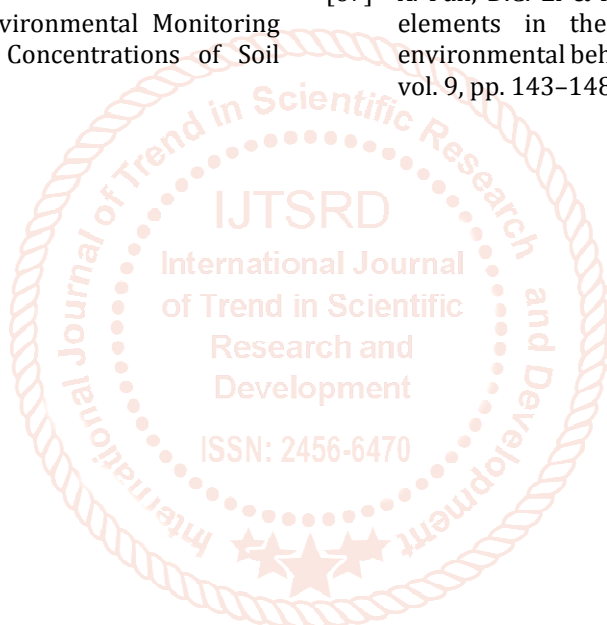 vironmental Monitoring
Concentrations of Soil
elements in the
environmental beh
vol. 9, pp. 143–148
International Journal of Trend in Scientific Research and Development
IJTSRD
International Journal
of Trend in Scientific
Research and
Development
ISSN: 2456-6470